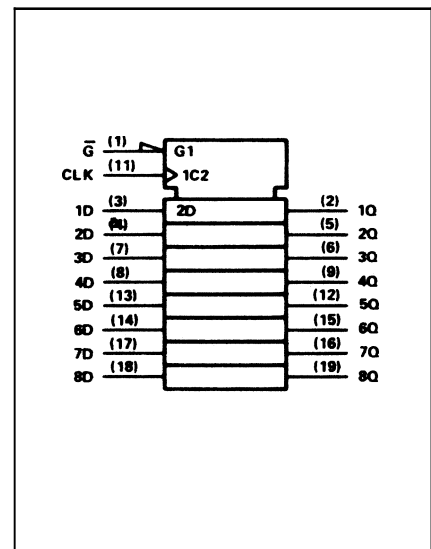 G̅ (1) G1
CLK (11) 1C2
1D (3) 2D (2) 1Q
2D (5) 2Q
3D (7) (6) 3Q
4D (8) (9) 4Q
5D (13) (12) 5Q
6D (14) (15) 6Q
7D (17) (16) 7Q
8D (18) (19) 8Q